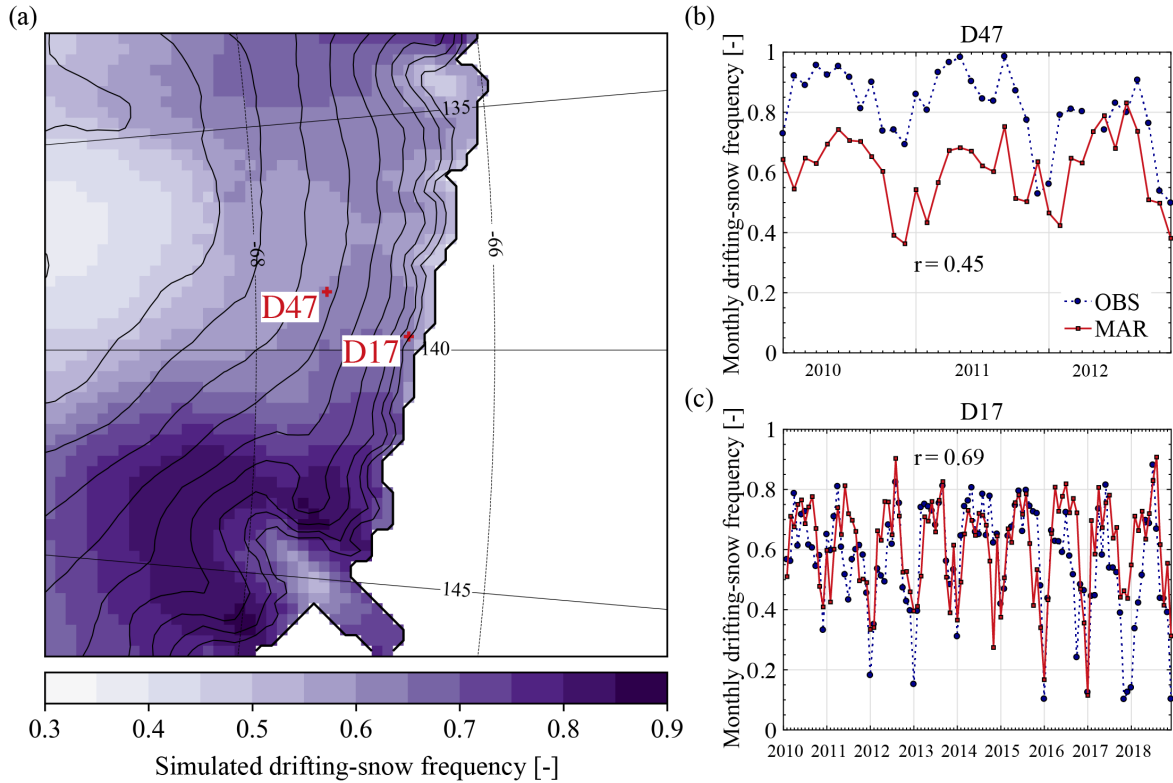 (a)
135
-68
-66
D47
D17
140
145
0.3 0.4 0.5 0.6 0.7 0.8 0.9
Simulated drifting-snow frequency [-]
(b)
D47
Monthly drifting-snow frequency [-]
1
0.8
0.6
0.4
0.2
0
r = 0.45
OBS
MAR
2010 2011 2012
(c)
D17
Monthly drifting-snow frequency [-]
1
0.8
0.6
0.4
0.2
0
r = 0.69
2010 2011 2012 2013 2014 2015 2016 2017 2018